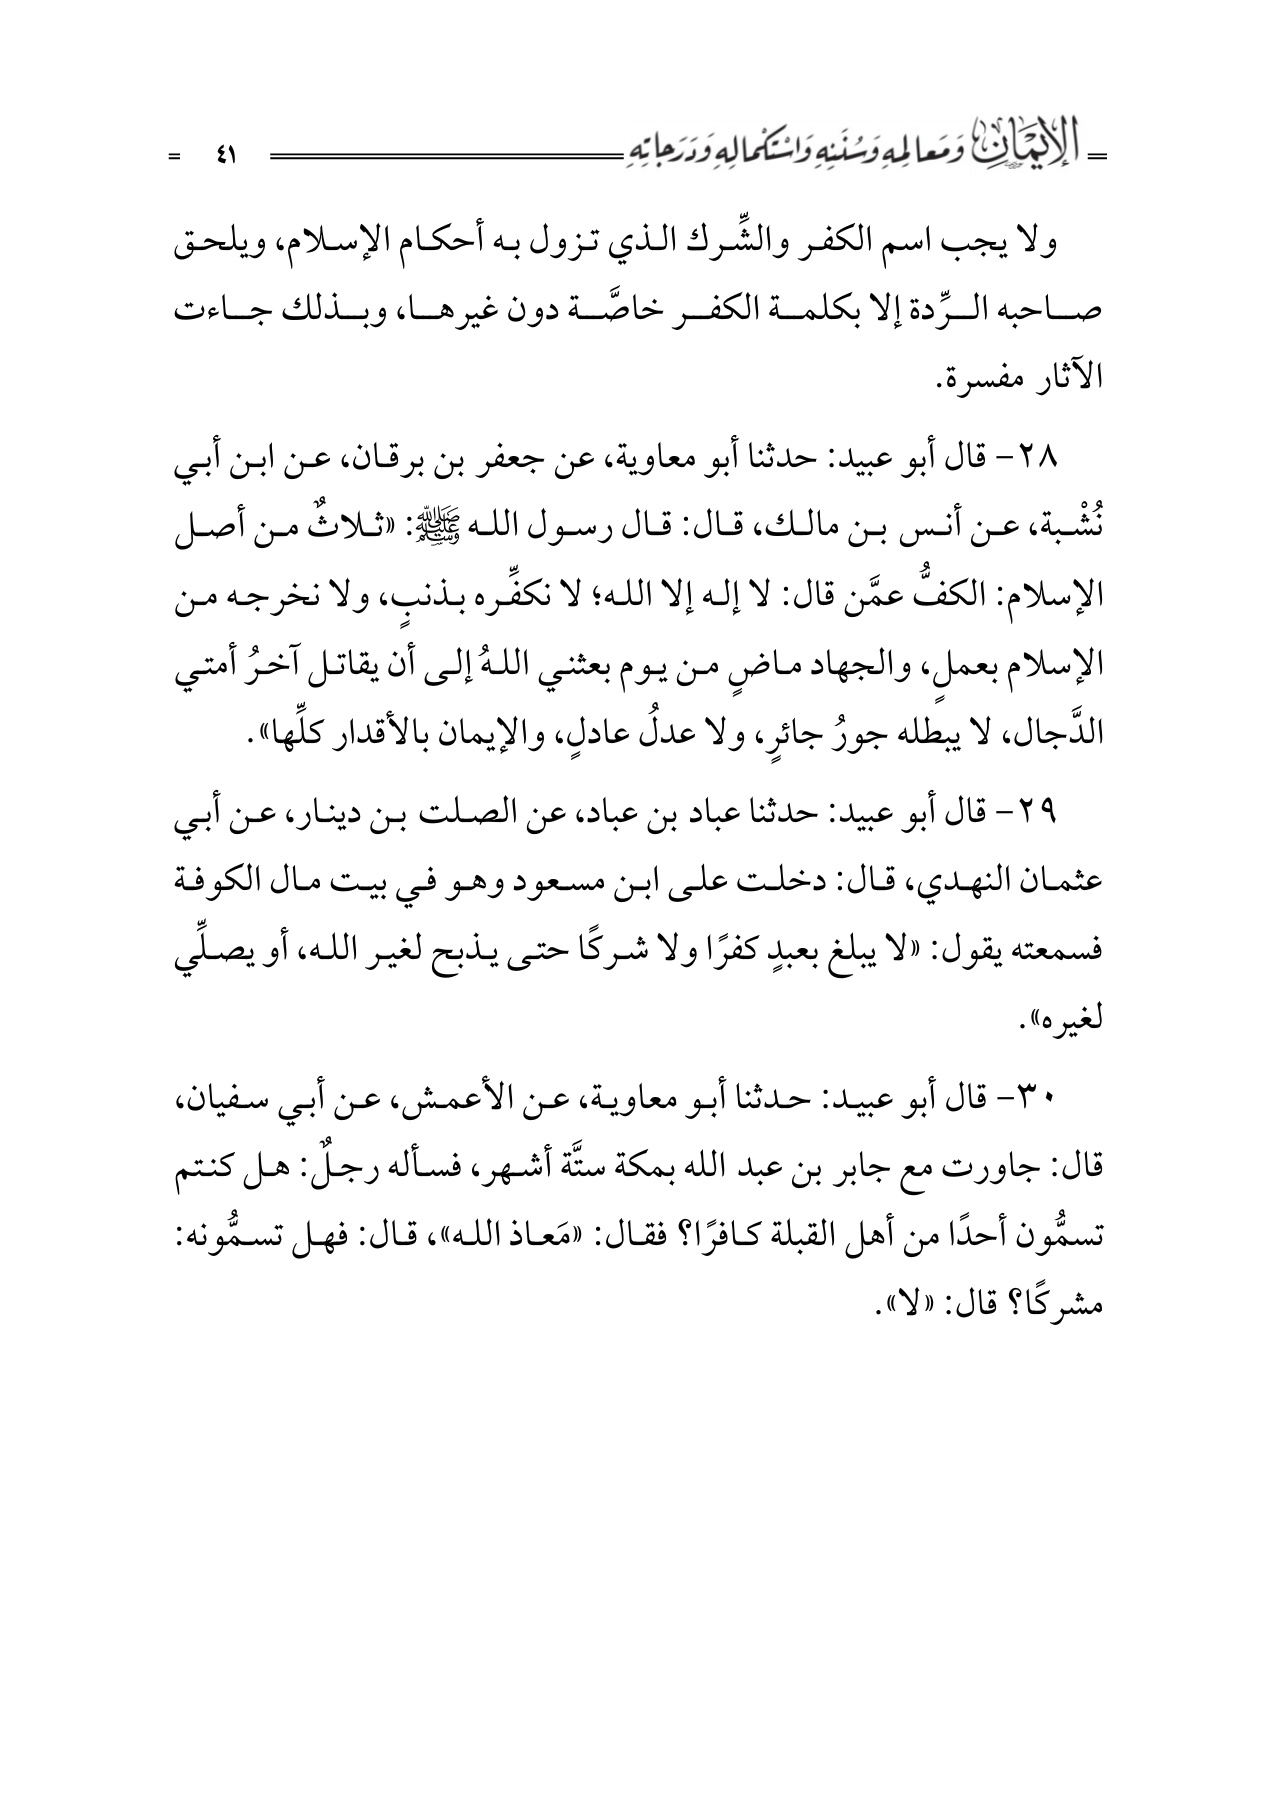 الإِيمَان وَمَعالِمِهِ وَسُنَنِهِ وَاسْتِكْمالِهِ وَدَرَجاتِهِ ٤١
ولا يجب اسم الكفر والشِّرك الذي تزول به أحكام الإسلام، ويلحق
صاحبه الرِّدة إلا بكلمة الكفر خاصَّة دون غيرها، وبذلك جاءت
الآثار مفسرة.
٢٨- قال أبو عبيد: حدثنا أبو معاوية، عن جعفر بن برقان، عن ابن أبي
نُشْبة، عن أنس بن مالك، قال: قال رسول الله ﷺ: «ثلاثٌ من أصل
الإسلام: الكفُّ عمَّن قال: لا إله إلا الله؛ لا نكفِّره بذنبٍ، ولا نخرجه من
الإسلام بعملٍ، والجهاد ماضٍ من يوم بعثني اللهُ إلى أن يقاتل آخرُ أمتي
الدَّجال، لا يبطله جورُ جائرٍ، ولا عدلُ عادلٍ، والإيمان بالأقدار كلِّها».
٢٩- قال أبو عبيد: حدثنا عباد بن عباد، عن الصلت بن دينار، عن أبي
عثمان النهدي، قال: دخلت على ابن مسعود وهو في بيت مال الكوفة
فسمعته يقول: «لا يبلغ بعبدٍ كفرًا ولا شركًا حتى يذبح لغير الله، أو يصلِّي
لغيره».
٣٠- قال أبو عبيد: حدثنا أبو معاوية، عن الأعمش، عن أبي سفيان،
قال: جاورت مع جابر بن عبد الله بمكة ستَّة أشهر، فسأله رجلٌ: هل كنتم
تسمُّون أحدًا من أهل القبلة كافرًا؟ فقال: «مَعاذ الله»، قال: فهل تسمُّونه:
مشركًا؟ قال: «لا».